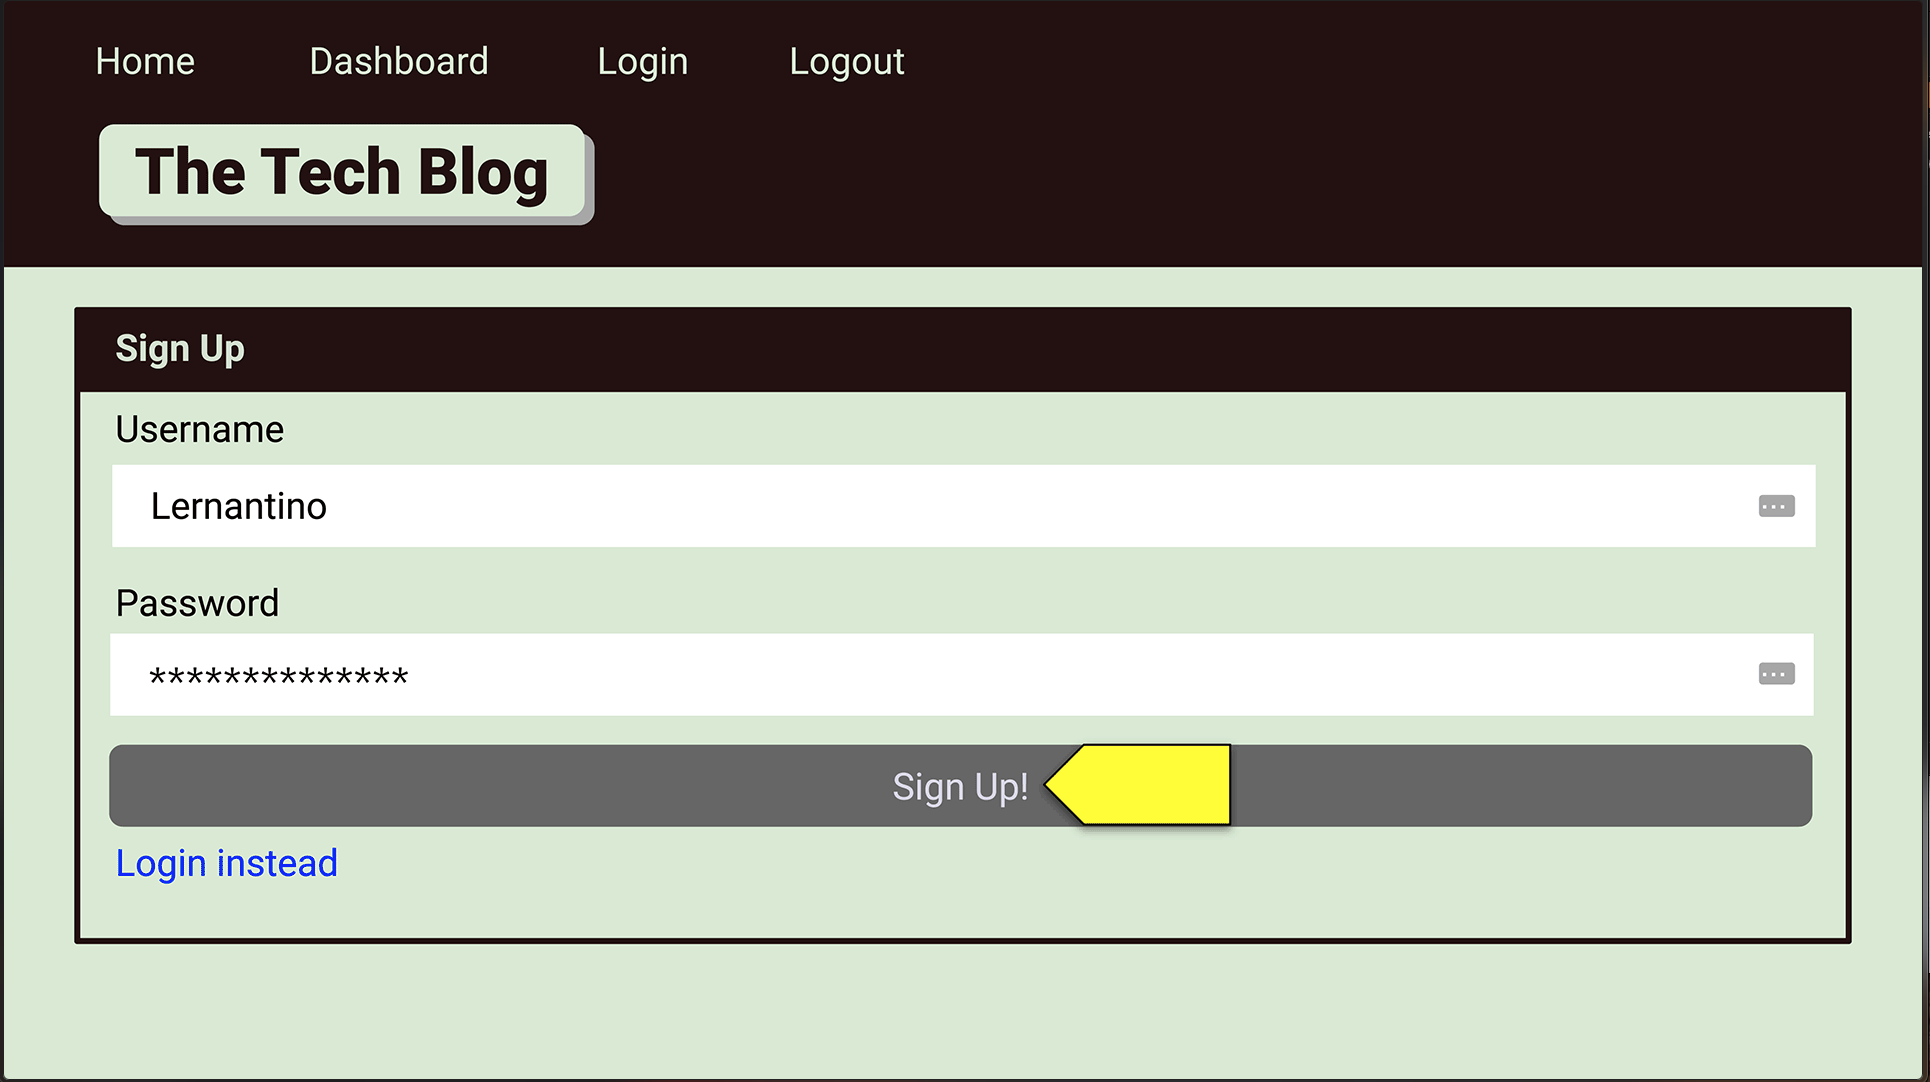 Home Dashboard Login Logout
The Tech Blog
Sign Up
Username
Lernantino
Password
**************
Sign Up!
Login instead